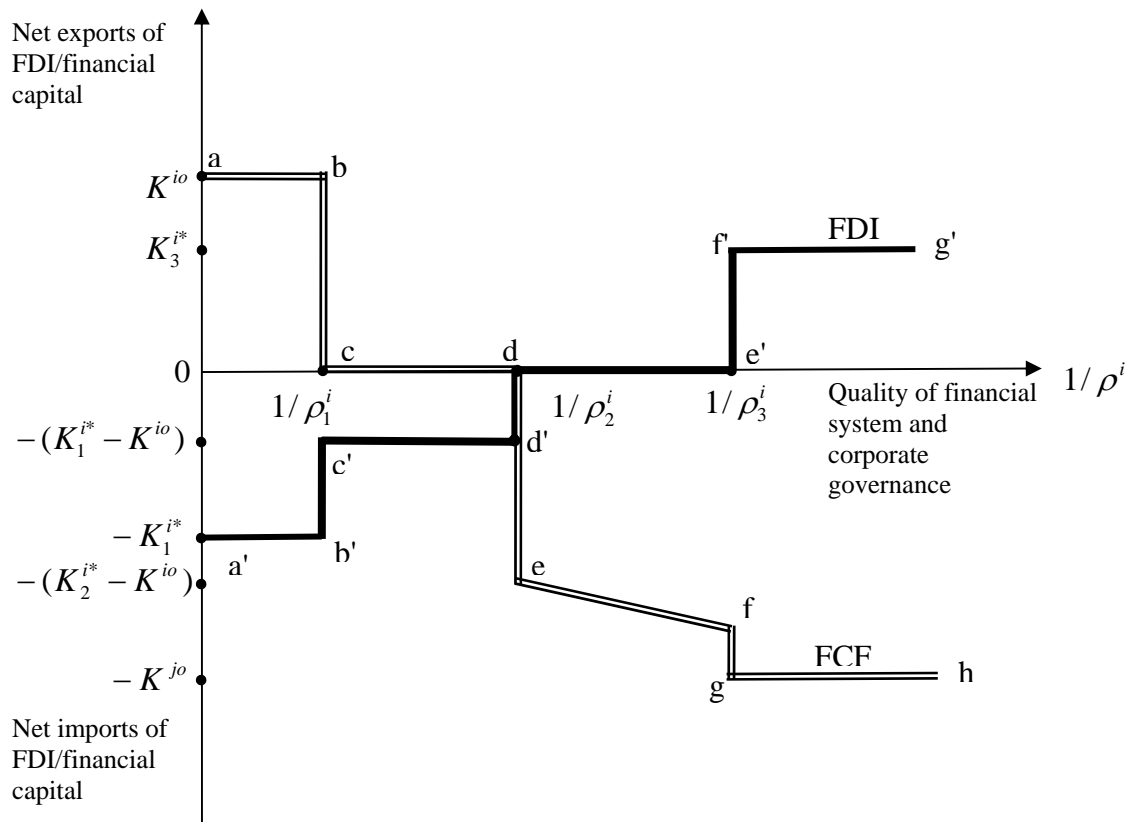 Net exports of
FDI/financial
capital
a
b
K^{io}
K_3^{i*}
f'
FDI
g'
c
d
e'
0
1/ρ^i
1/ρ_1^i
1/ρ_2^i
1/ρ_3^i
Quality of financial
system and
corporate
governance
−(K_1^{i*} − K^{io})
d'
c'
−K_1^{i*}
a'
b'
−(K_2^{i*} − K^{io})
e
f
FCF
−K^{jo}
g
h
Net imports of
FDI/financial
capital